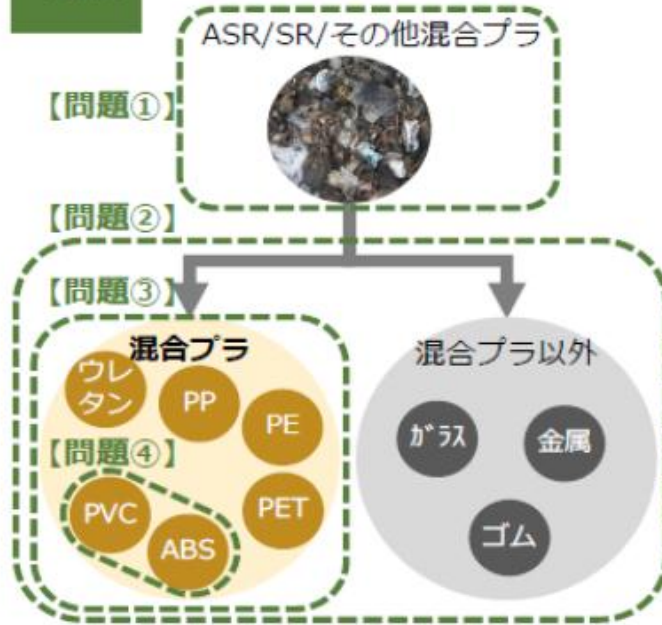 ASR/SR/その他混合プラ
【問題①】
【問題②】
【問題③】
混合プラ
混合プラ以外
ウレ
タン
PP
PE
ガラス
金属
【問題④】
PVC
ABS
PET
ゴム